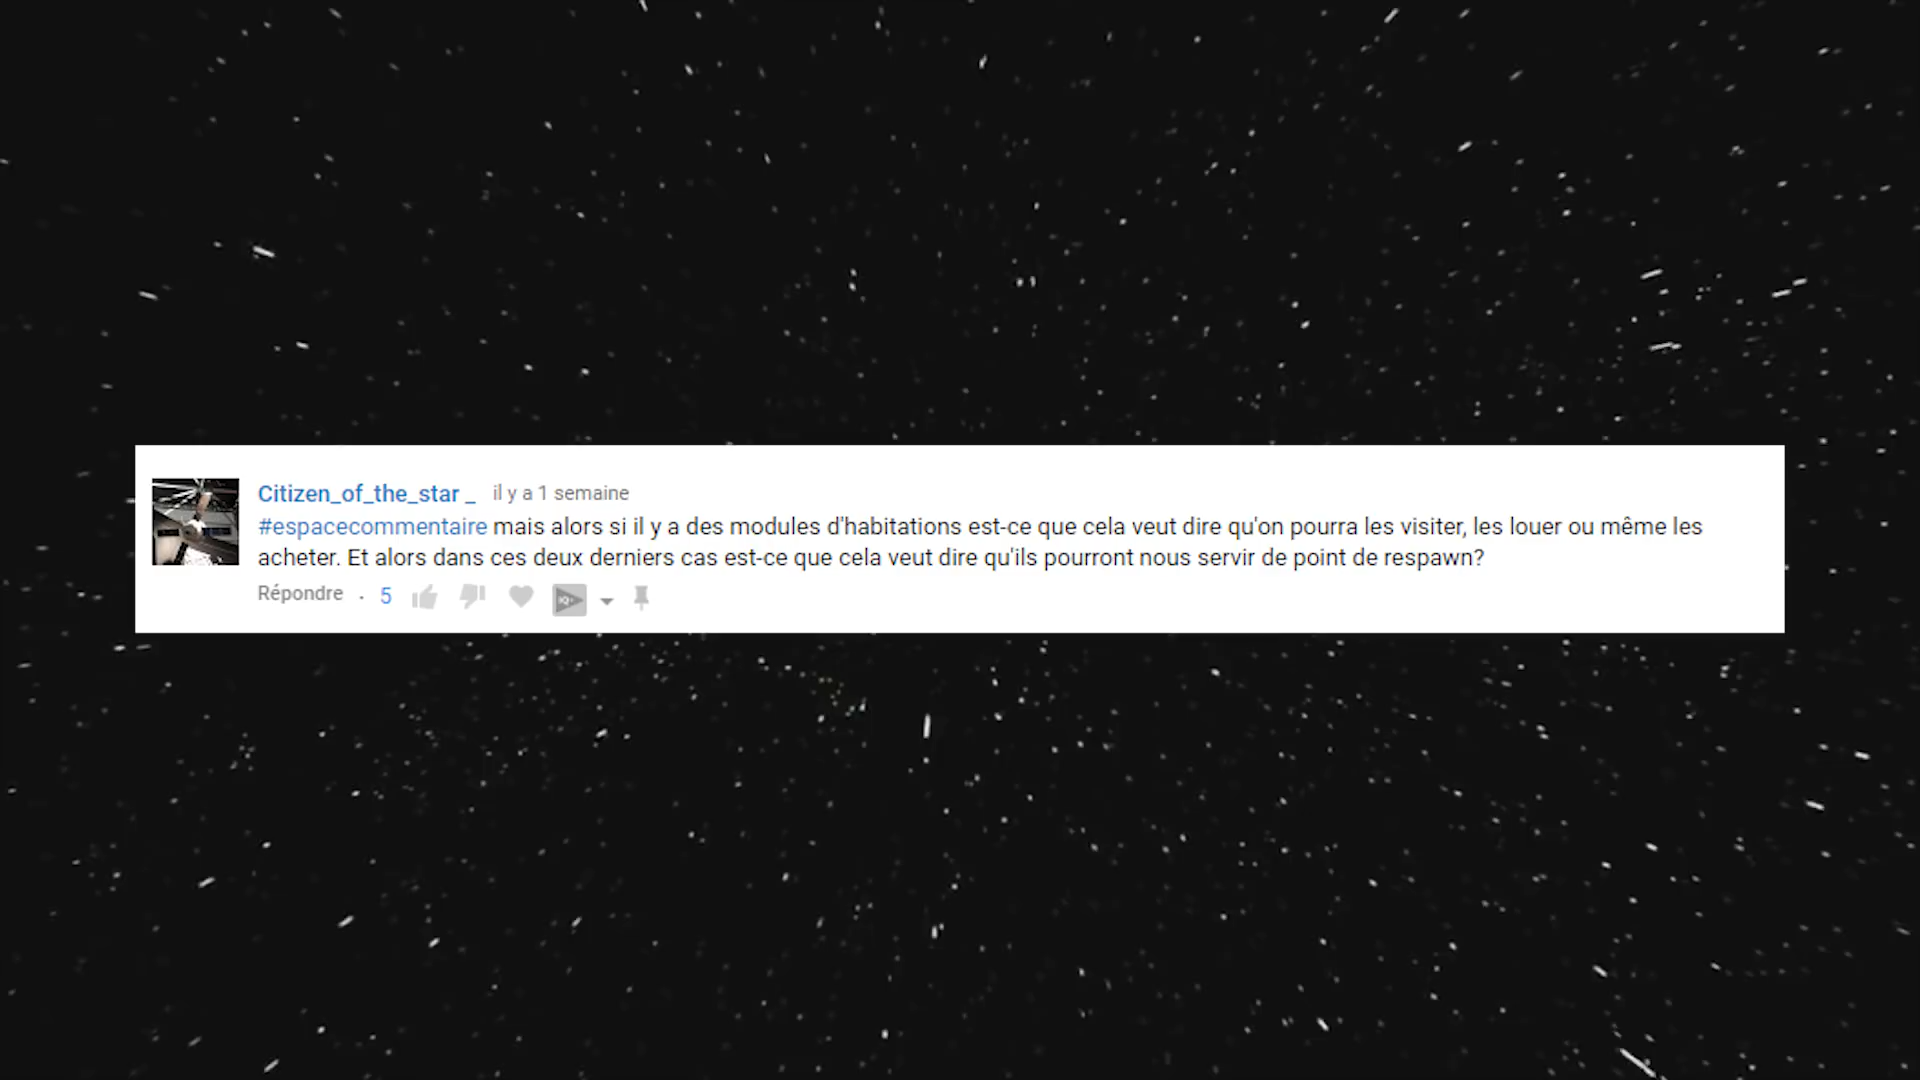 Citizen_of_the_star _ il y a 1 semaine
#espacecommentaire mais alors si il y a des modules d'habitations est-ce que cela veut dire qu'on pourra les visiter, les louer ou même les
acheter. Et alors dans ces deux derniers cas est-ce que cela veut dire qu'ils pourront nous servir de point de respawn?
Répondre · 5